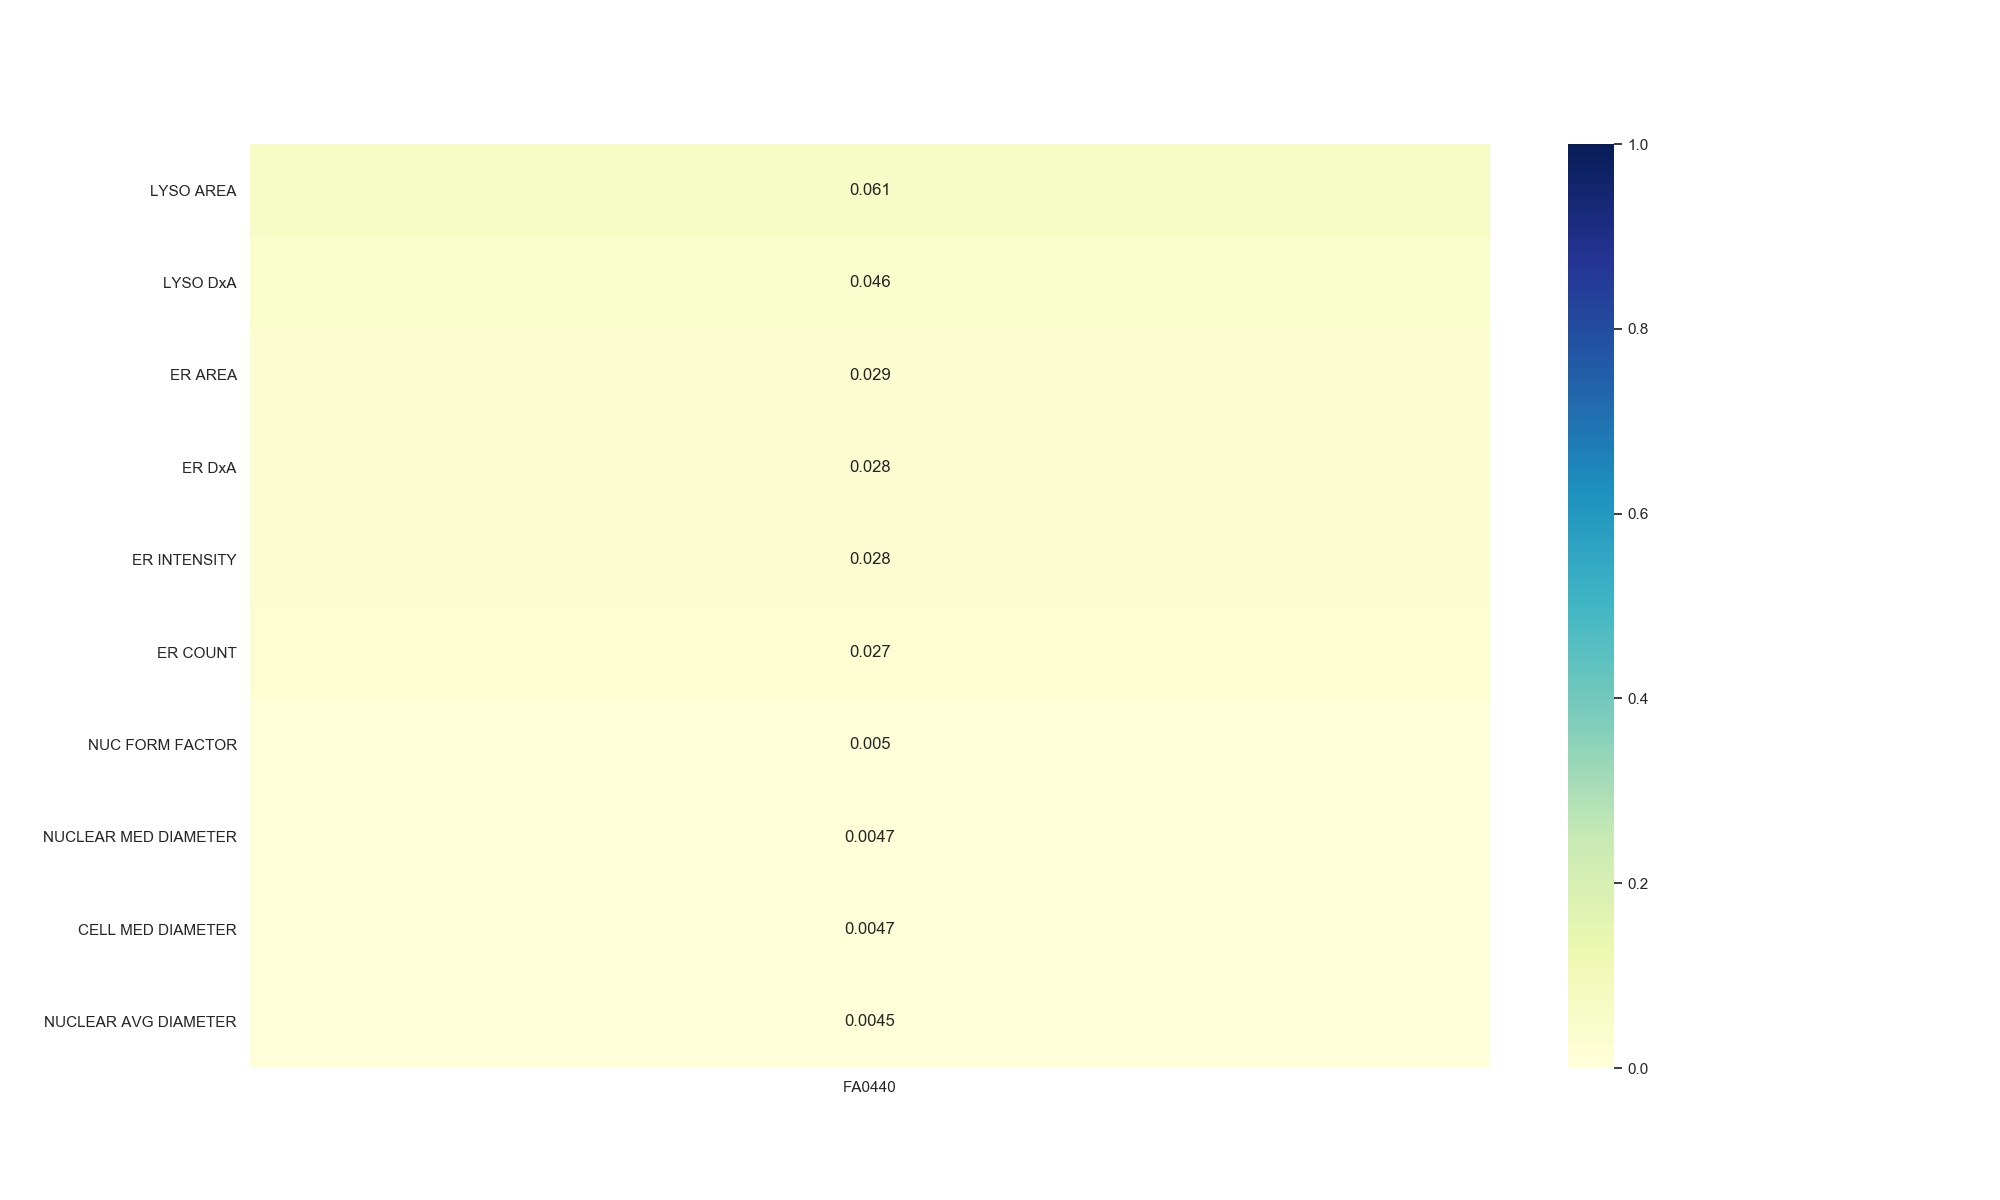 LYSO AREA 0.061
LYSO DxA 0.046
ER AREA 0.029
ER DxA 0.028
ER INTENSITY 0.028
ER COUNT 0.027
NUC FORM FACTOR 0.005
NUCLEAR MED DIAMETER 0.0047
CELL MED DIAMETER 0.0047
NUCLEAR AVG DIAMETER 0.0045
FA0440
1.0
0.8
0.6
0.4
0.2
0.0